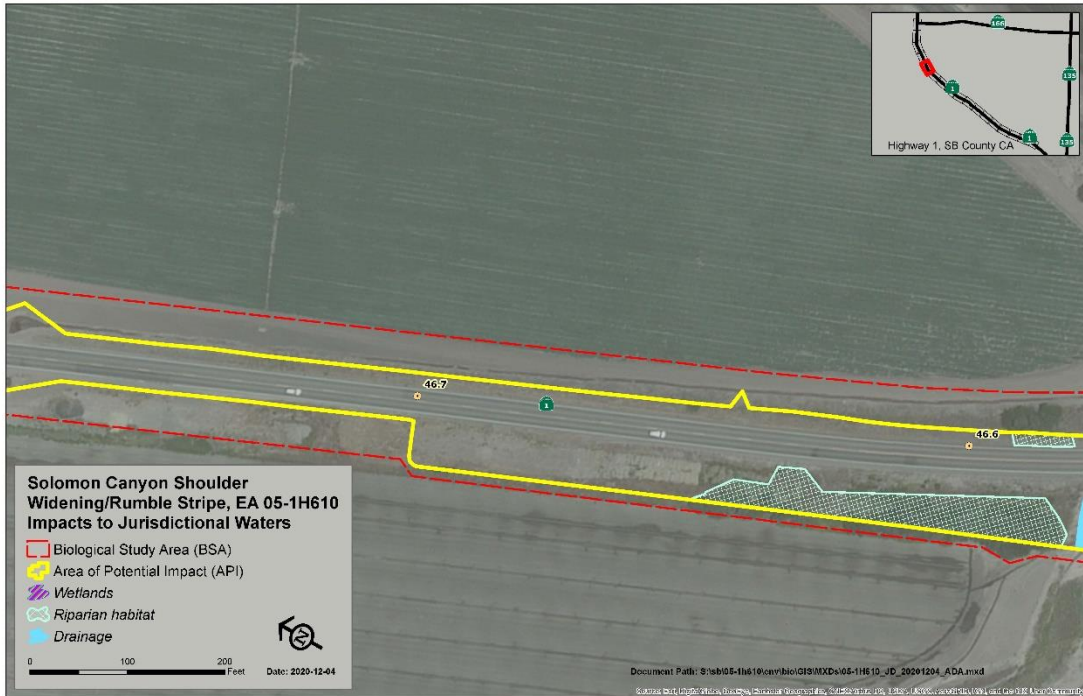 166
135
1
1
135
Highway 1, SB County CA
46.7
1
46.6
Solomon Canyon Shoulder
Widening/Rumble Stripe, EA 05-1H610
Impacts to Jurisdictional Waters
Biological Study Area (BSA)
Area of Potential Impact (API)
Wetlands
Riparian habitat
Drainage
N
0 100 200
Feet
Date: 2020-12-04
Document Path: S:\sb\05-1h610\env\bio\GIS\MXDs\05-1H610_JD_20201204_ADA.mxd